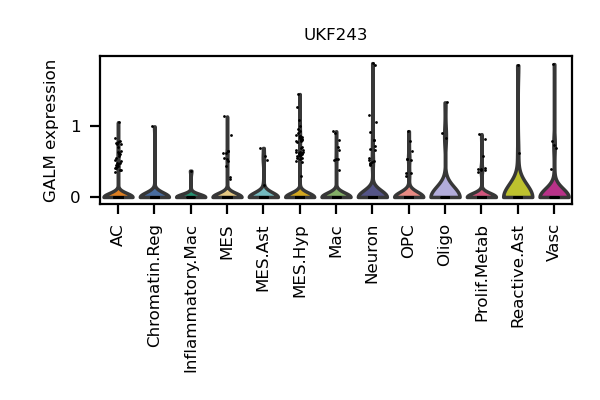 UKF243
GALM expression
1
0
AC
Chromatin.Reg
Inflammatory.Mac
MES
MES.Ast
MES.Hyp
Mac
Neuron
OPC
Oligo
Prolif.Metab
Reactive.Ast
Vasc